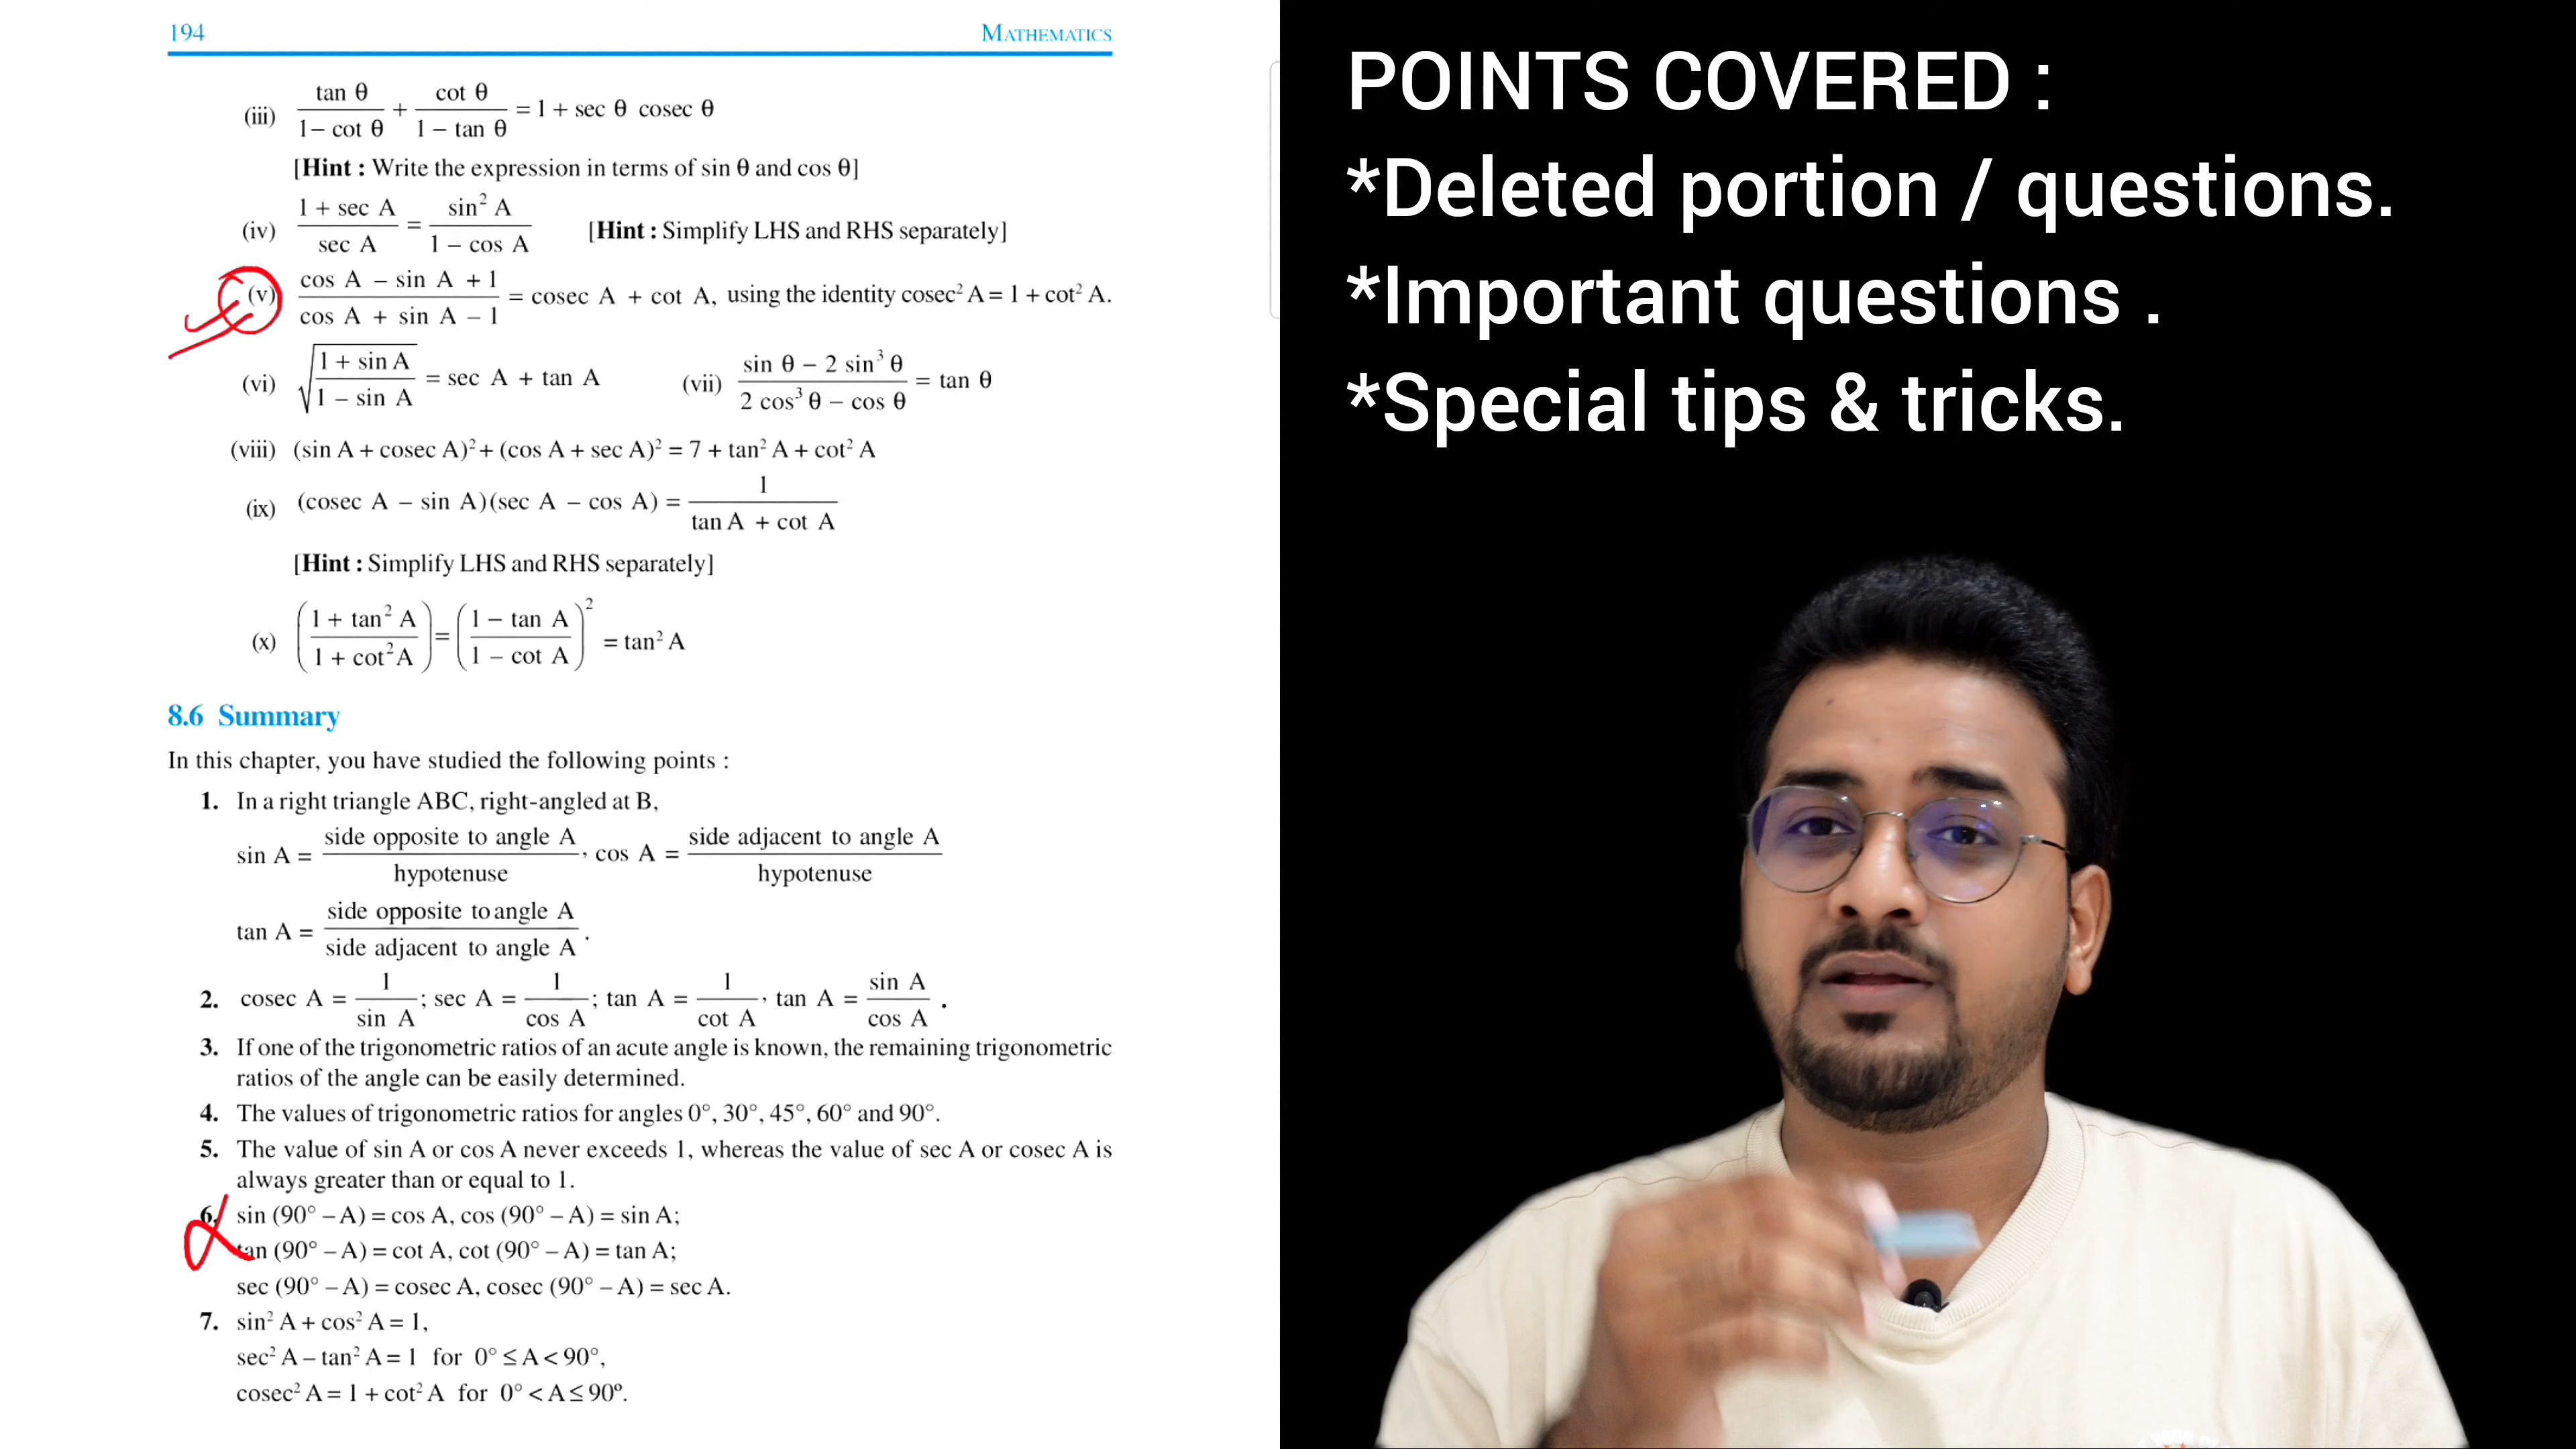 194 MATHEMATICS
(iii) tan θ / 1 – cot θ + cot θ / 1 – tan θ = 1 + sec θ cosec θ
[Hint : Write the expression in terms of sin θ and cos θ]
(iv) 1 + sec A / sec A = sin² A / 1 – cos A [Hint : Simplify LHS and RHS separately]
(v) cos A – sin A + 1 / cos A + sin A – 1 = cosec A + cot A, using the identity cosec² A = 1 + cot² A.
(vi) √(1 + sin A / 1 – sin A) = sec A + tan A (vii) sin θ – 2 sin³ θ / 2 cos³ θ – cos θ = tan θ
(viii) (sin A + cosec A)² + (cos A + sec A)² = 7 + tan² A + cot² A
(ix) (cosec A – sin A)(sec A – cos A) = 1 / tan A + cot A
[Hint : Simplify LHS and RHS separately]
(x) (1 + tan² A / 1 + cot² A) = (1 – tan A / 1 – cot A)² = tan² A
8.6 Summary
In this chapter, you have studied the following points :
1. In a right triangle ABC, right-angled at B,
sin A = side opposite to angle A / hypotenuse, cos A = side adjacent to angle A / hypotenuse
tan A = side opposite to angle A / side adjacent to angle A.
2. cosec A = 1 / sin A; sec A = 1 / cos A; tan A = 1 / cot A, tan A = sin A / cos A.
3. If one of the trigonometric ratios of an acute angle is known, the remaining trigonometric
ratios of the angle can be easily determined.
4. The values of trigonometric ratios for angles 0°, 30°, 45°, 60° and 90°.
5. The value of sin A or cos A never exceeds 1, whereas the value of sec A or cosec A is
always greater than or equal to 1.
6. sin (90° – A) = cos A, cos (90° – A) = sin A;
tan (90° – A) = cot A, cot (90° – A) = tan A;
sec (90° – A) = cosec A, cosec (90° – A) = sec A.
7. sin² A + cos² A = 1,
sec² A – tan² A = 1 for 0° ≤ A < 90°,
cosec² A = 1 + cot² A for 0° < A ≤ 90º.
POINTS COVERED :
*Deleted portion / questions.
*Important questions .
*Special tips & tricks.